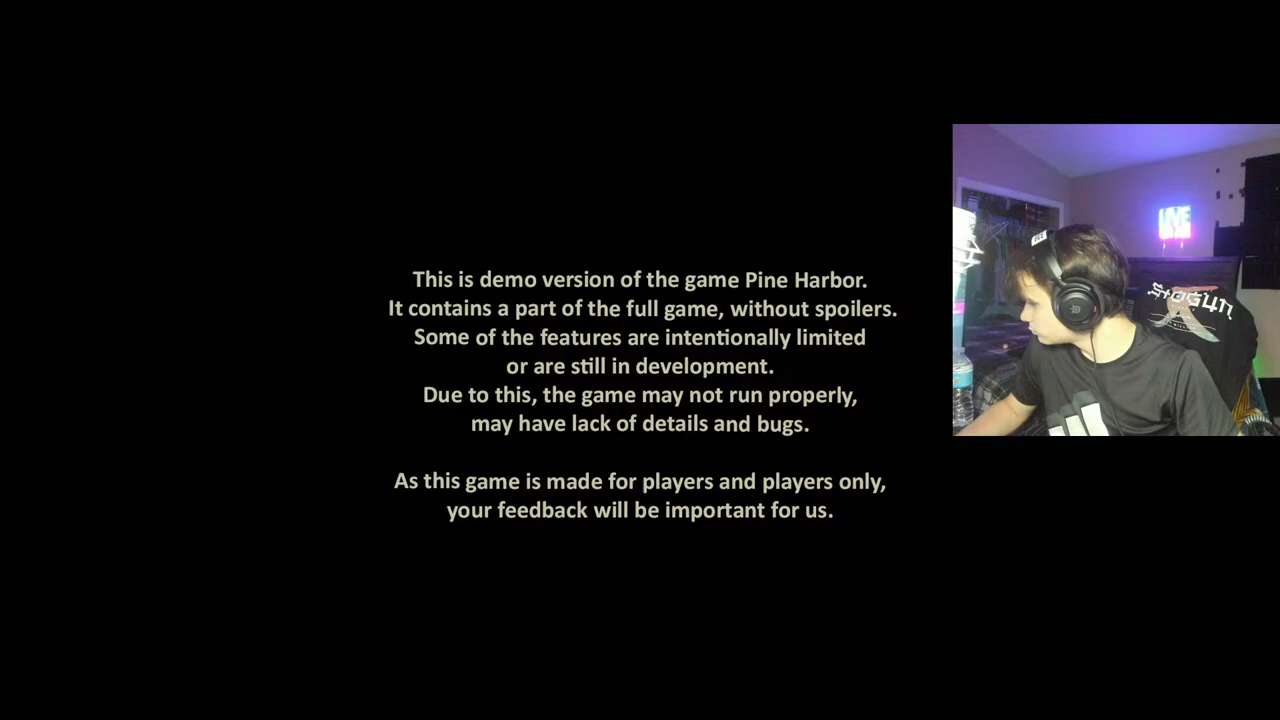 This is demo version of the game Pine Harbor.
It contains a part of the full game, without spoilers.
Some of the features are intentionally limited
or are still in development.
Due to this, the game may not run properly,
may have lack of details and bugs.
As this game is made for players and players only,
your feedback will be important for us.
LIVE